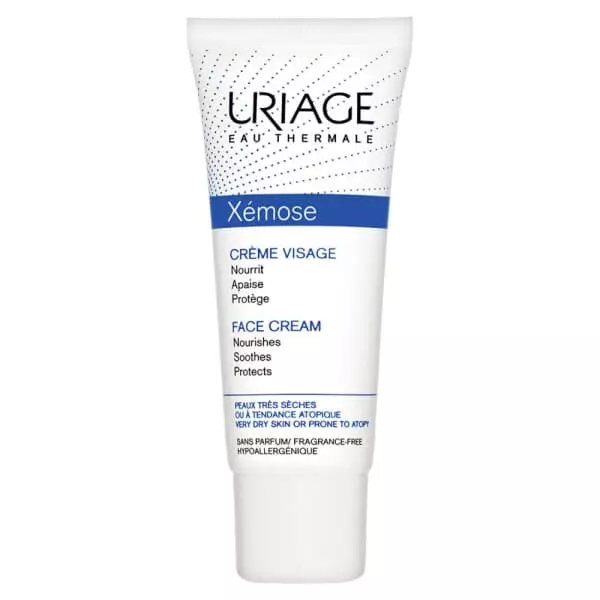 URIAGE
EAU THERMALE
Xémose
CRÈME VISAGE
Nourrit
Apaise
Protège
FACE CREAM
Nourishes
Soothes
Protects
PEAUX TRÈS SÈCHES
OU À TENDANCE ATOPIQUE
VERY DRY SKIN OR PRONE TO ATOPY
SANS PARFUM/ FRAGRANCE-FREE
HYPOALLERGÉNIQUE